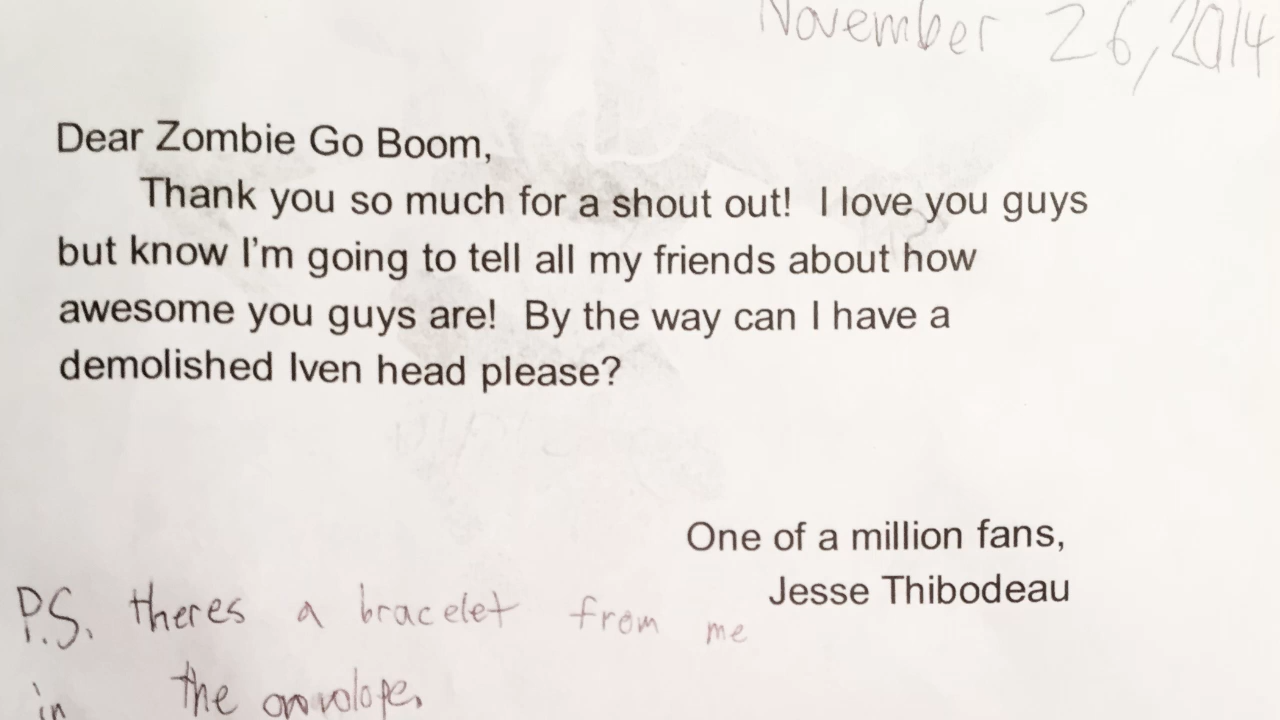 November 26, 2014
Dear Zombie Go Boom,
Thank you so much for a shout out! I love you guys
but know I'm going to tell all my friends about how
awesome you guys are! By the way can I have a
demolished Iven head please?
One of a million fans,
Jesse Thibodeau
P.S. theres a bracelet from me
in the